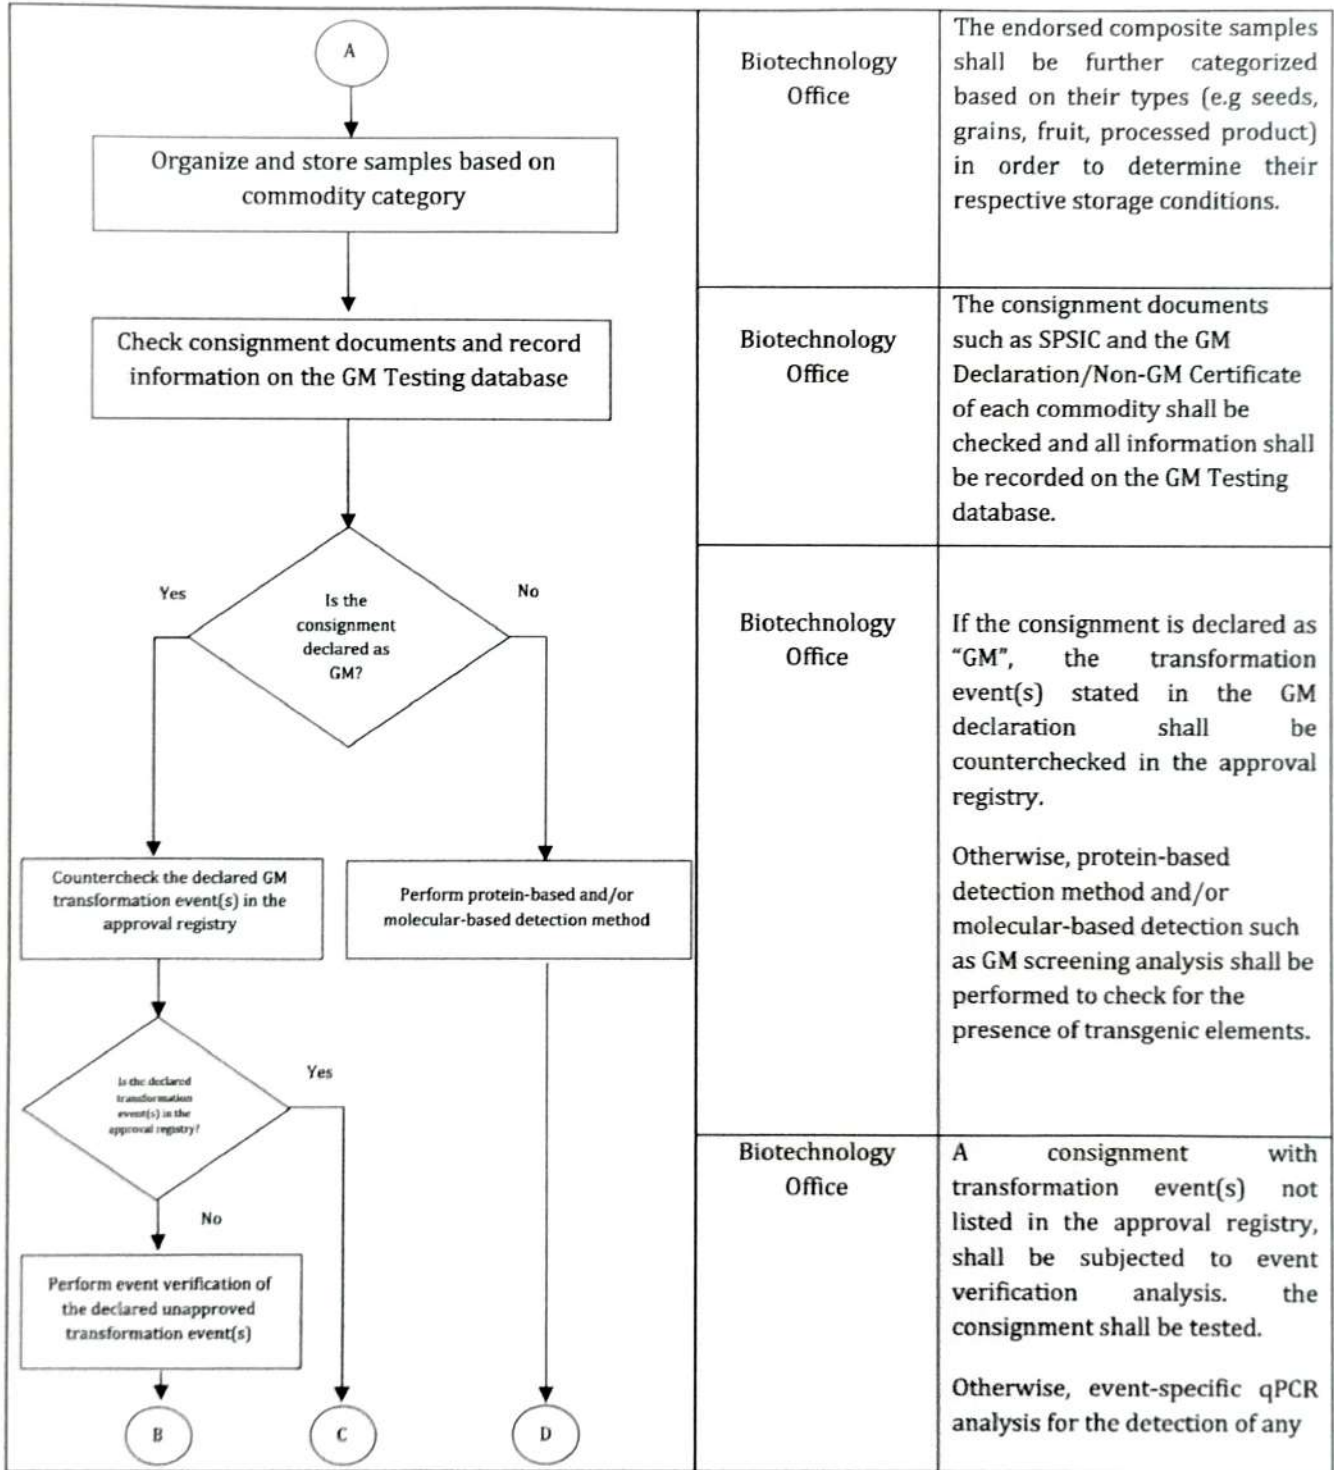 A
Organize and store samples based on
commodity category
Biotechnology
Office
The endorsed composite samples
shall be further categorized
based on their types (e.g seeds,
grains, fruit, processed product)
in order to determine their
respective storage conditions.
Check consignment documents and record
information on the GM Testing database
Biotechnology
Office
The consignment documents
such as SPSIC and the GM
Declaration/Non-GM Certificate
of each commodity shall be
checked and all information shall
be recorded on the GM Testing
database.
Yes
Is the
consignment
declared as
GM?
No
Biotechnology
Office
If the consignment is declared as
“GM”, the transformation
event(s) stated in the GM
declaration shall be
counterchecked in the approval
registry.
Otherwise, protein-based
detection method and/or
molecular-based detection such
as GM screening analysis shall be
performed to check for the
presence of transgenic elements.
Countercheck the declared GM
transformation event(s) in the
approval registry
Perform protein-based and/or
molecular-based detection method
Is the declared
transformation
event(s) in the
approval registry?
Yes
No
Perform event verification of
the declared unapproved
transformation event(s)
Biotechnology
Office
A consignment with
transformation event(s) not
listed in the approval registry,
shall be subjected to event
verification analysis. the
consignment shall be tested.
Otherwise, event-specific qPCR
analysis for the detection of any
B
C
D